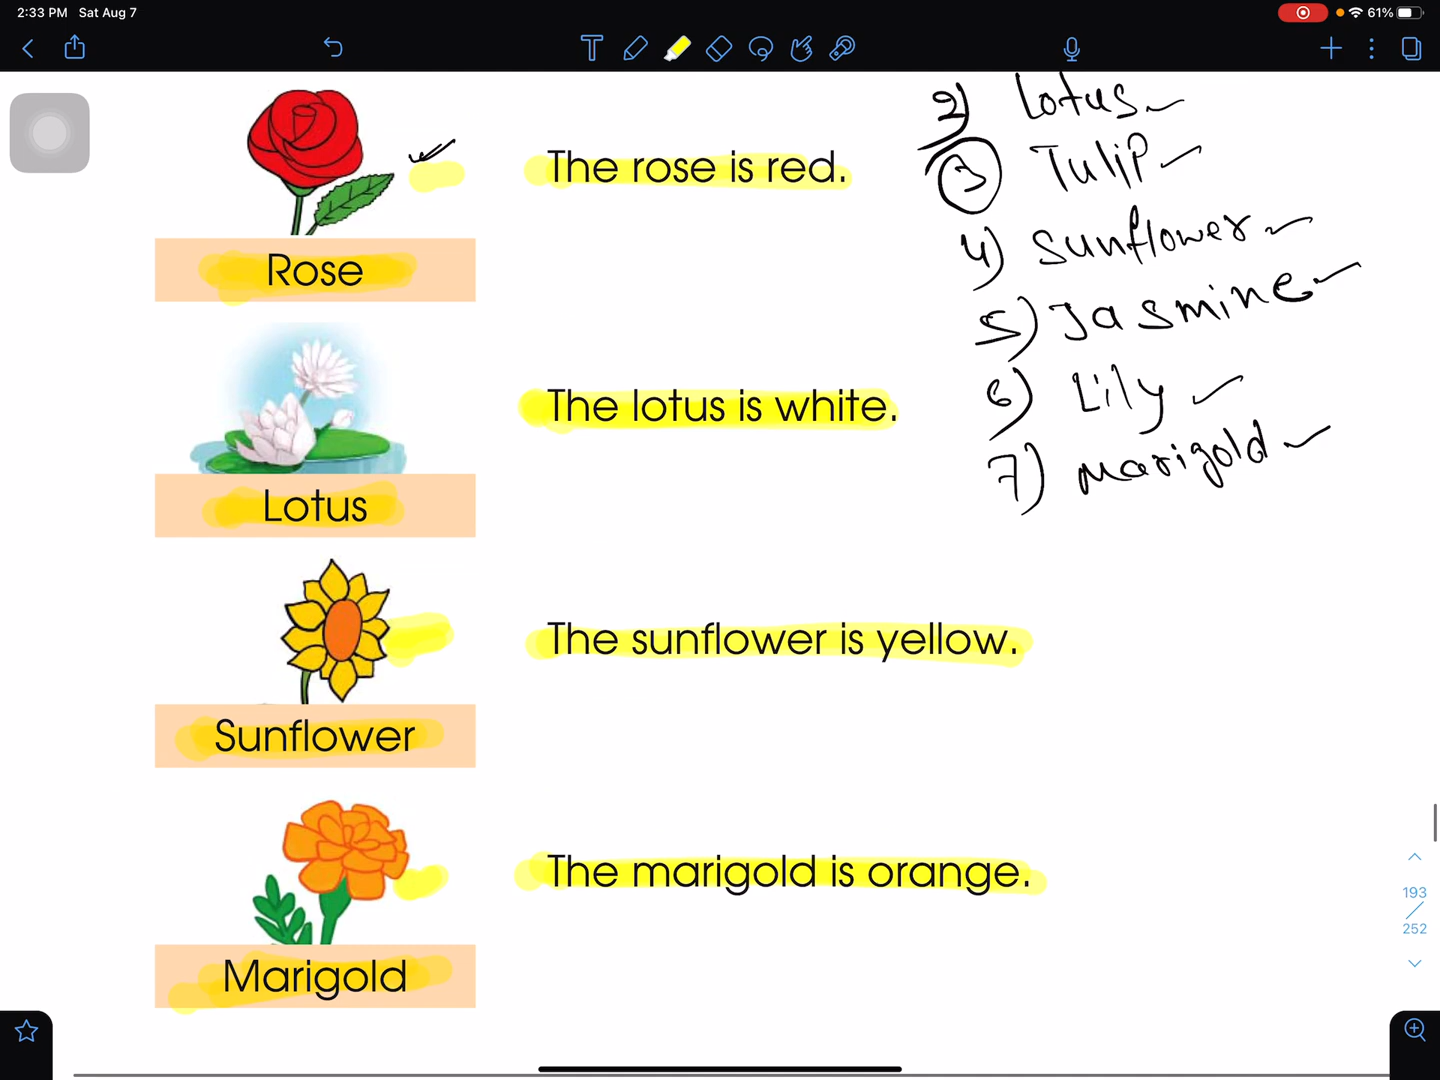 2:33 PM Sat Aug 7
61%
The rose is red.
Rose
The lotus is white.
Lotus
The sunflower is yellow.
Sunflower
The marigold is orange.
Marigold
2) Lotus
3 Tulip
4) Sunflower
5) Jasmine
6) Lily
7) Marigold
193
252